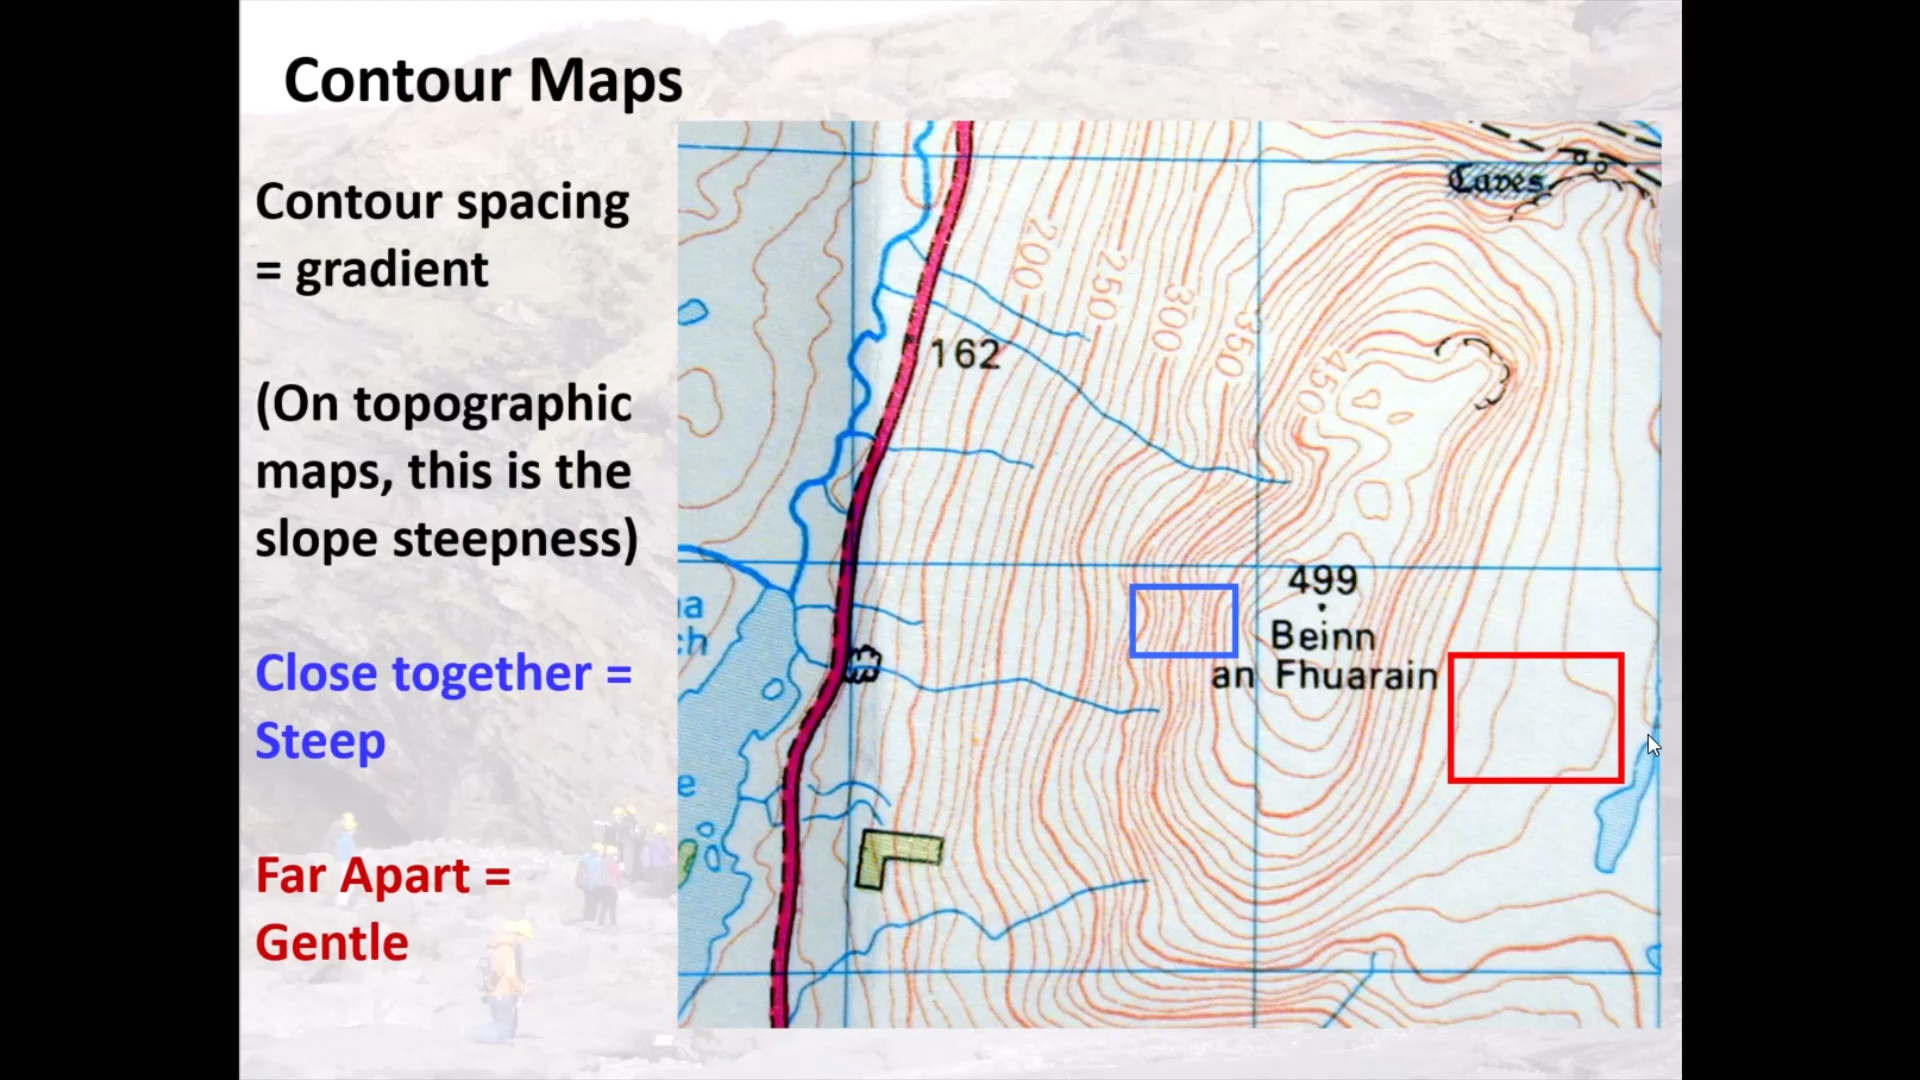 Contour Maps
Contour spacing
= gradient
(On topographic
maps, this is the
slope steepness)
Close together =
Steep
Far Apart =
Gentle
Caves
200
250
300
350
450
162
499
Beinn
an Fhuarain
a
ch
e